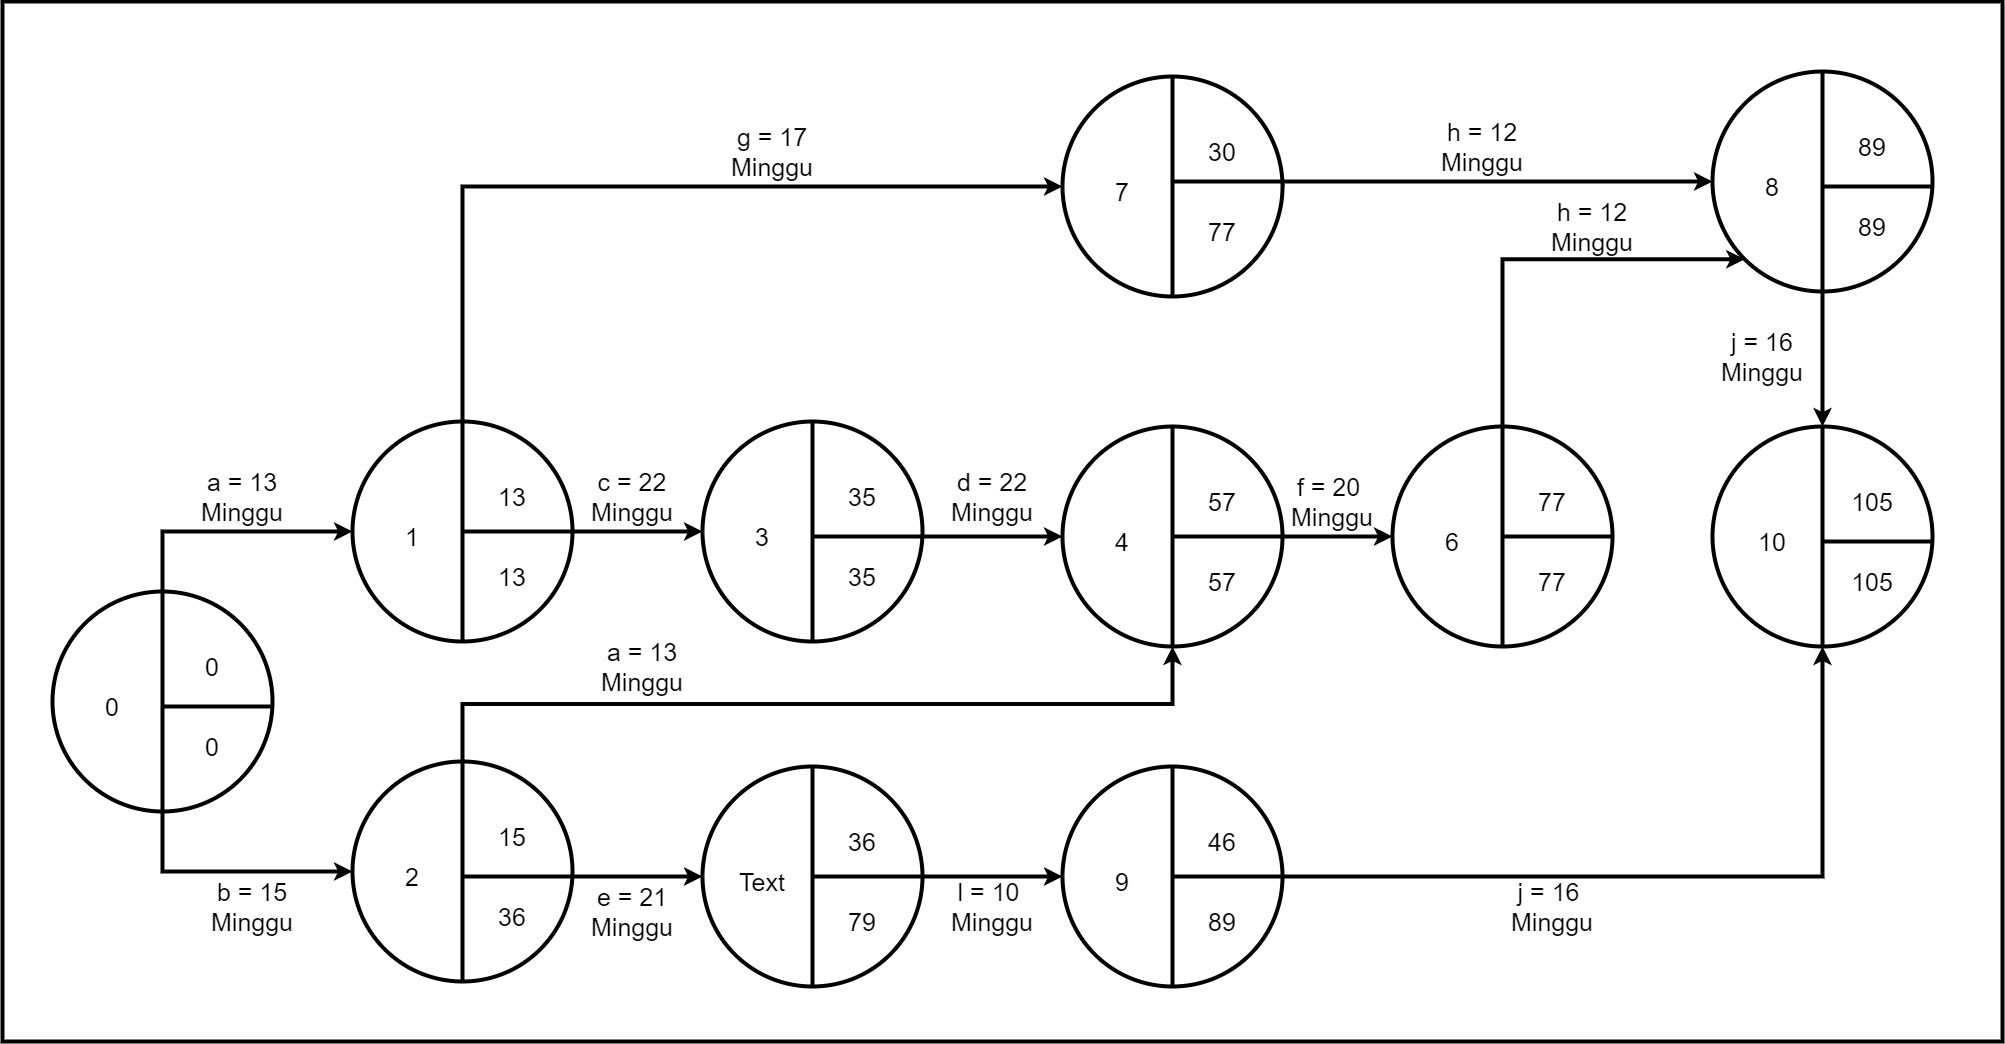 g = 17
Minggu
7
30
77
h = 12
Minggu
8
89
89
h = 12
Minggu
j = 16
Minggu
a = 13
Minggu
1
13
13
c = 22
Minggu
3
35
35
d = 22
Minggu
4
57
57
f = 20
Minggu
6
77
77
10
105
105
0
0
0
a = 13
Minggu
b = 15
Minggu
2
15
36
e = 21
Minggu
Text
36
79
l = 10
Minggu
9
46
89
j = 16
Minggu